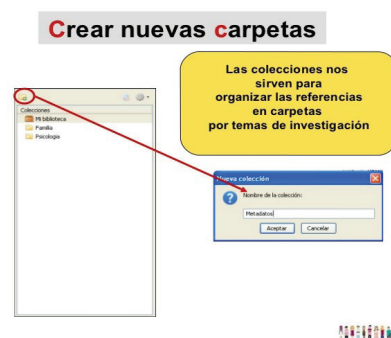 Crear nuevas carpetas
Las colecciones nos
sirven para
organizar las referencias
en carpetas
por temas de investigación
Colecciones
Mi biblioteca
Familia
Psicologia
Nueva colección
Nombre de la colección:
Metadatos
Aceptar
Cancelar